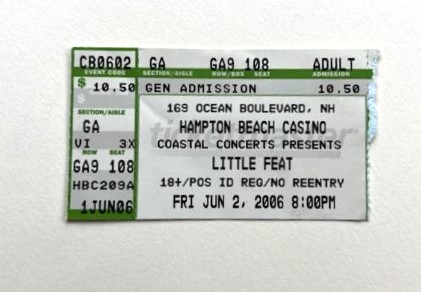 CB0602 GA GA9 108 ADULT
EVENT CODE SECTION/AISLE ROW/BOX SEAT ADMISSION
$ 10.50 GEN ADMISSION 10.50
SECTION/AISLE 169 OCEAN BOULEVARD, NH
GA HAMPTON BEACH CASINO
ticketmaster
VI 3X COASTAL CONCERTS PRESENTS
ROW SEAT
GA9 108 LITTLE FEAT
HBC209A 18+/POS ID REG/NO REENTRY
1JUN06 FRI JUN 2, 2006 8:00PM